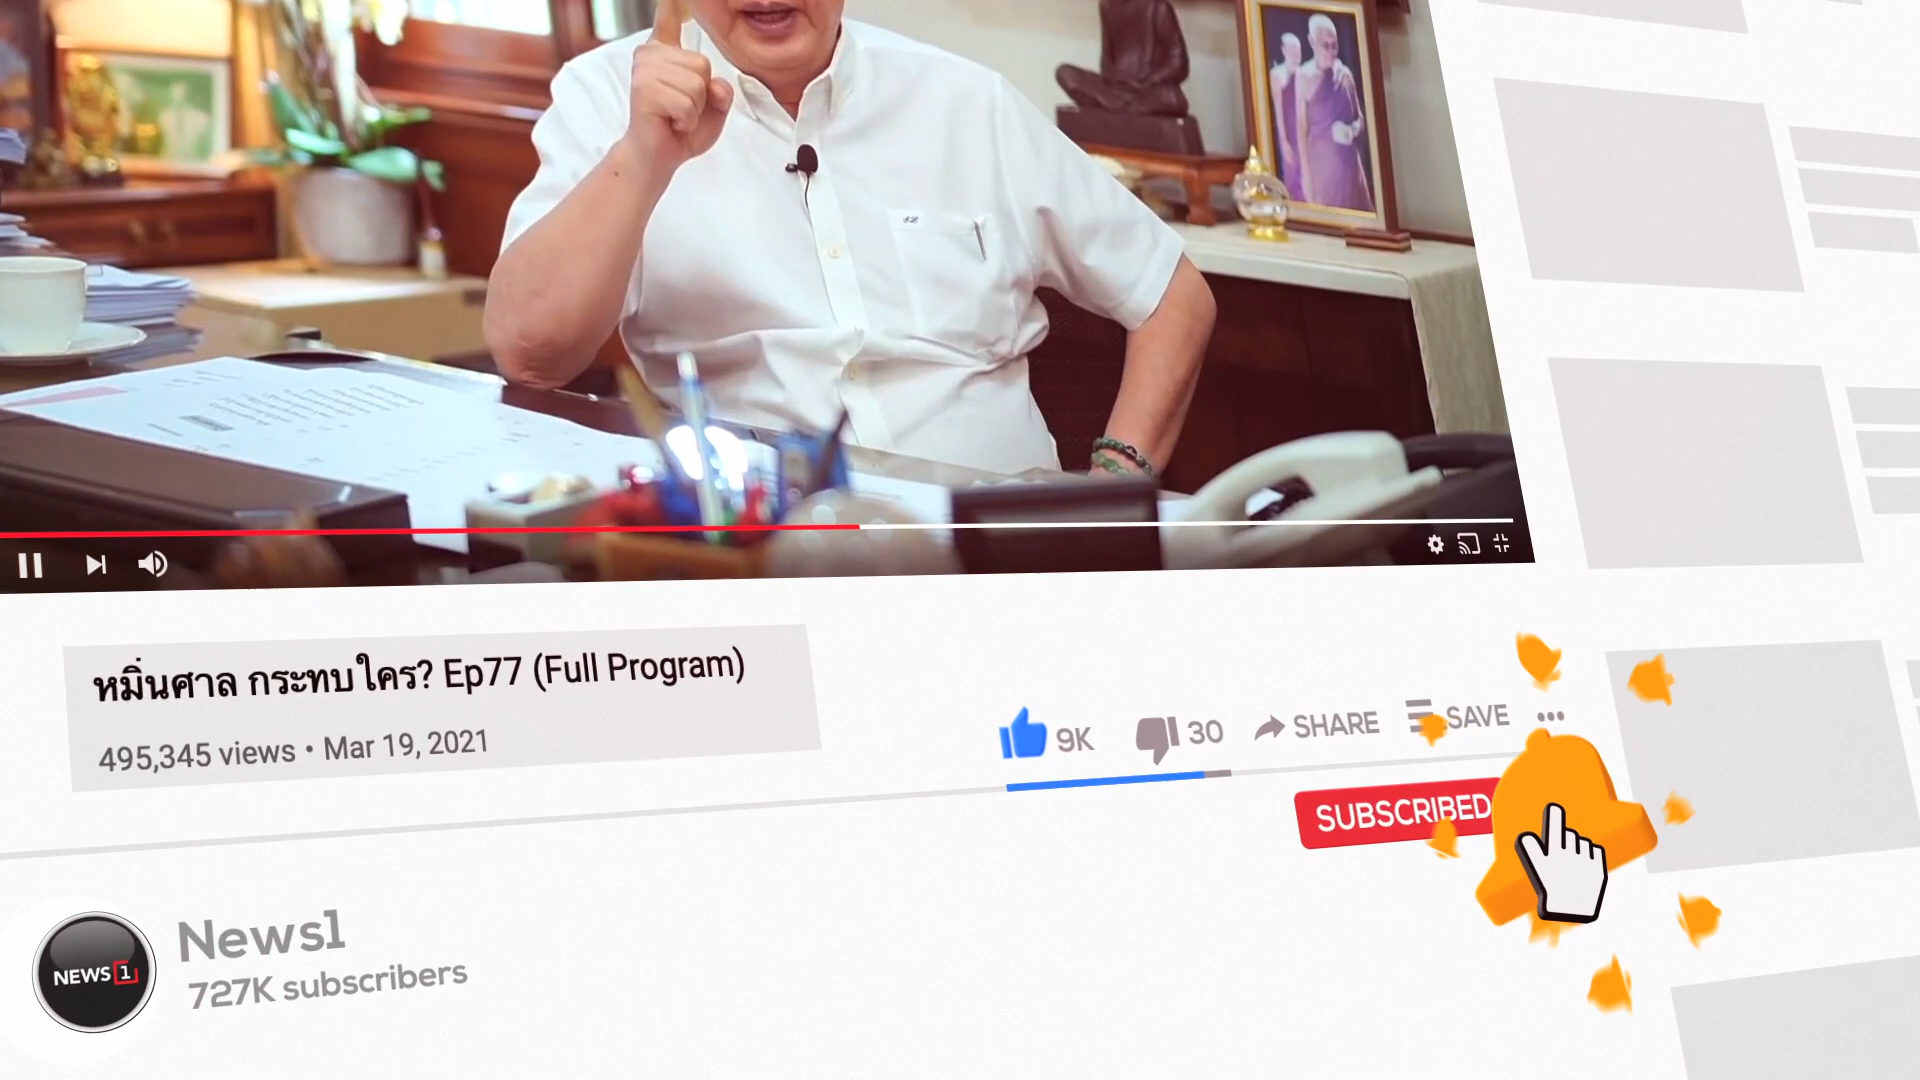 หมิ่นศาล กระทบใคร? Ep77 (Full Program)
495,345 views • Mar 19, 2021
9K
30
SHARE
SAVE
SUBSCRIBED
News1
727K subscribers
NEWS 1